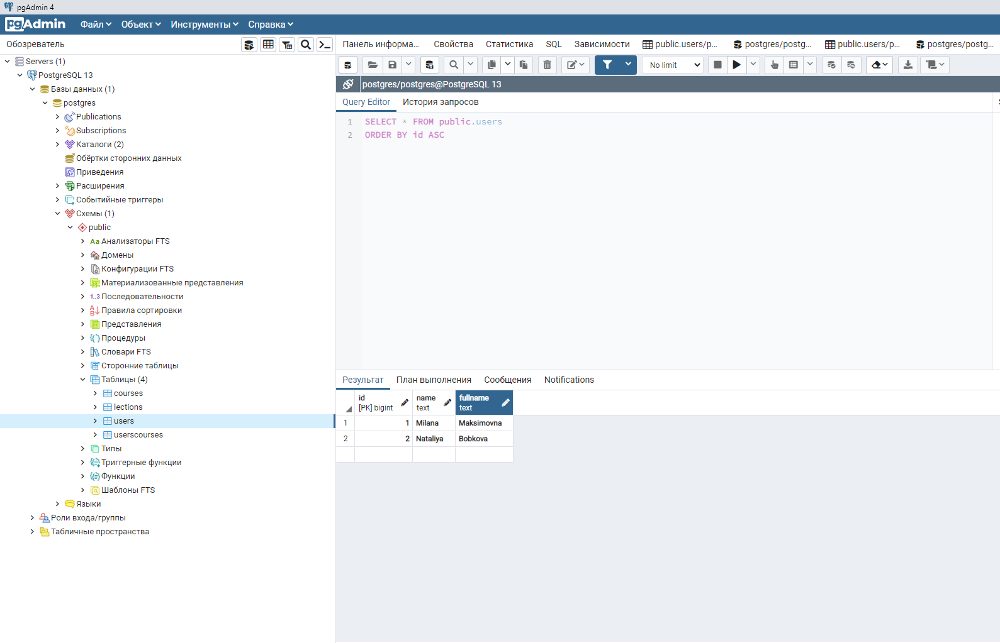 pgAdmin 4
pgAdmin Файл Объект Инструменты Справка
Обозреватель
Servers (1)
PostgreSQL 13
Базы данных (1)
postgres
Publications
Subscriptions
Каталоги (2)
Обёртки сторонних данных
Приведения
Расширения
Событийные триггеры
Схемы (1)
public
Aa Анализаторы FTS
Домены
Конфигурации FTS
Материализованные представления
1..3 Последовательности
Правила сортировки
Представления
Процедуры
Словари FTS
Сторонние таблицы
Таблицы (4)
courses
lections
users
userscourses
Типы
Триггерные функции
Функции
Шаблоны FTS
Языки
Роли входа/группы
Табличные пространства
Панель информа... Свойства Статистика SQL Зависимости public.users/p... postgres/postg... public.users/p... postgres/postg...
No limit
postgres/postgres@PostgreSQL 13
Query Editor История запросов
1 SELECT * FROM public.users
2 ORDER BY id ASC
Результат План выполнения Сообщения Notifications
id name fullname
[PK] bigint text text
1 1 Milana Maksimovna
2 2 Nataliya Bobkova